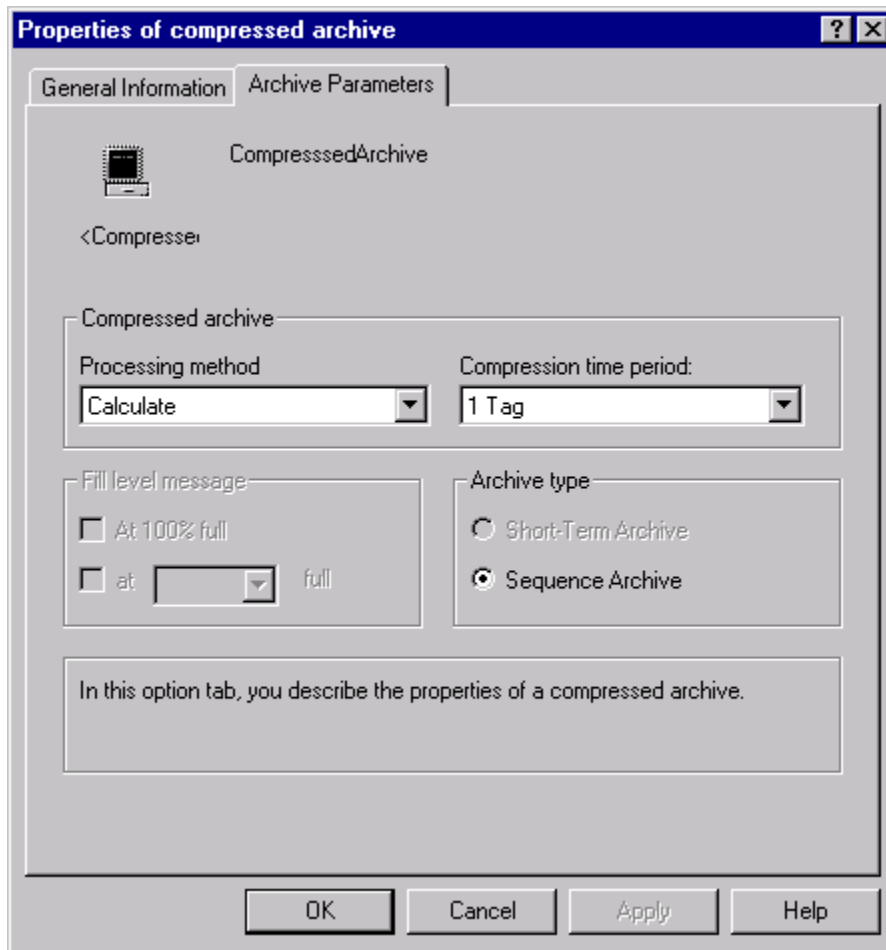 Properties of compressed archive
General Information Archive Parameters
CompresssedArchive
<Compresse
Compressed archive
Processing method Compression time period:
Calculate 1 Tag
Fill level message Archive type
At 100% full Short-Term Archive
at full Sequence Archive
In this option tab, you describe the properties of a compressed archive.
OK Cancel Apply Help